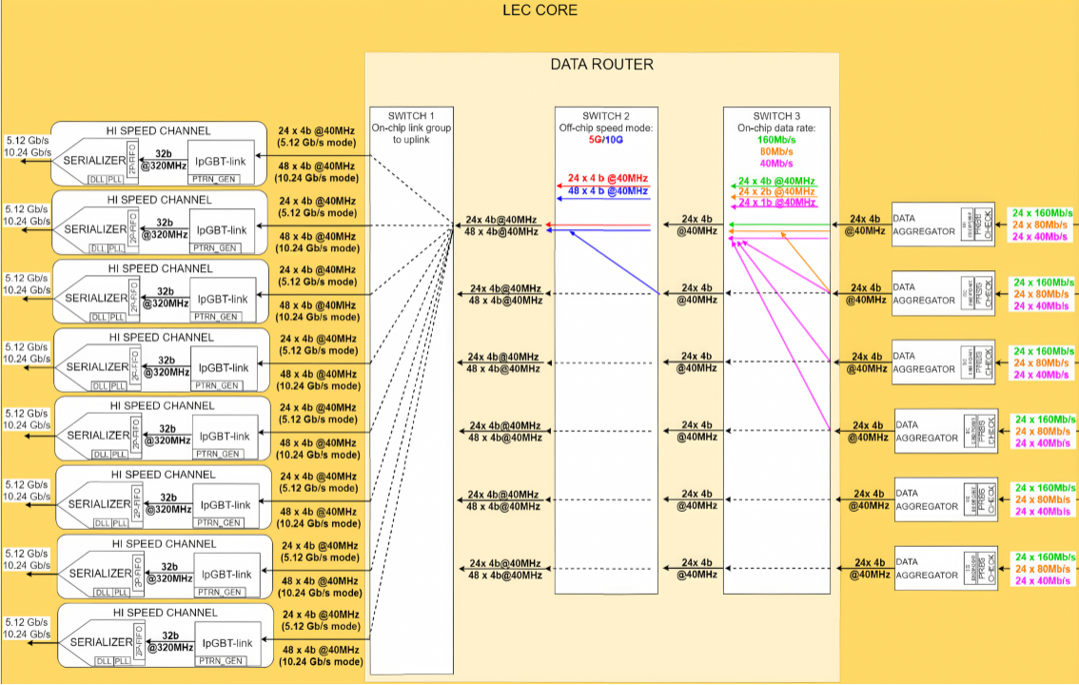 LEC CORE
DATA ROUTER
SWITCH 1
On-chip link group
to uplink
SWITCH 2
Off-chip speed mode:
5G/10G
SWITCH 3
On-chip data rate:
160Mb/s
80Mb/s
40Mb/s
24 x 4 b @40MHz
48 x 4 b @40MHz
24 x 4b @40MHz
24 x 2b @40MHz
24 x 1b @40MHz
5.12 Gb/s
10.24 Gb/s
HI SPEED CHANNEL
SERIALIZER
2P-FIFO
DLL PLL
32b
@320MHz
lpGBT-link
PTRN_GEN
24 x 4b @40MHz
(5.12 Gb/s mode)
48 x 4b @40MHz
(10.24 Gb/s mode)
5.12 Gb/s
10.24 Gb/s
HI SPEED CHANNEL
SERIALIZER
2P-FIFO
DLL PLL
32b
@320MHz
lpGBT-link
PTRN_GEN
24 x 4b @40MHz
(5.12 Gb/s mode)
48 x 4b @40MHz
(10.24 Gb/s mode)
24x 4b@40MHz
48 x 4b@40MHz
24x 4b
@40MHz
24x 4b
@40MHz
DATA
AGGREGATOR
PRBS
CHECK
24 x 160Mb/s
24 x 80Mb/s
24 x 40Mb/s
5.12 Gb/s
10.24 Gb/s
HI SPEED CHANNEL
SERIALIZER
2P-FIFO
DLL PLL
32b
@320MHz
lpGBT-link
PTRN_GEN
24 x 4b @40MHz
(5.12 Gb/s mode)
48 x 4b @40MHz
(10.24 Gb/s mode)
24x 4b@40MHz
48 x 4b@40MHz
24x 4b
@40MHz
24x 4b
@40MHz
DATA
AGGREGATOR
PRBS
CHECK
24 x 160Mb/s
24 x 80Mb/s
24 x 40Mb/s
5.12 Gb/s
10.24 Gb/s
HI SPEED CHANNEL
SERIALIZER
2P-FIFO
DLL PLL
32b
@320MHz
lpGBT-link
PTRN_GEN
24 x 4b @40MHz
(5.12 Gb/s mode)
48 x 4b @40MHz
(10.24 Gb/s mode)
24x 4b@40MHz
48 x 4b@40MHz
24x 4b
@40MHz
24x 4b
@40MHz
DATA
AGGREGATOR
PRBS
CHECK
24 x 160Mb/s
24 x 80Mb/s
24 x 40Mb/s
5.12 Gb/s
10.24 Gb/s
HI SPEED CHANNEL
SERIALIZER
2P-FIFO
DLL PLL
32b
@320MHz
lpGBT-link
PTRN_GEN
24 x 4b @40MHz
(5.12 Gb/s mode)
48 x 4b @40MHz
(10.24 Gb/s mode)
24x 4b@40MHz
48 x 4b@40MHz
24x 4b
@40MHz
24x 4b
@40MHz
DATA
AGGREGATOR
PRBS
CHECK
24 x 160Mb/s
24 x 80Mb/s
24 x 40Mb/s
5.12 Gb/s
10.24 Gb/s
HI SPEED CHANNEL
SERIALIZER
2P-FIFO
DLL PLL
32b
@320MHz
lpGBT-link
PTRN_GEN
24 x 4b @40MHz
(5.12 Gb/s mode)
48 x 4b @40MHz
(10.24 Gb/s mode)
24x 4b@40MHz
48 x 4b@40MHz
24x 4b
@40MHz
24x 4b
@40MHz
DATA
AGGREGATOR
PRBS
CHECK
24 x 160Mb/s
24 x 80Mb/s
24 x 40Mb/s
5.12 Gb/s
10.24 Gb/s
HI SPEED CHANNEL
SERIALIZER
2P-FIFO
DLL PLL
32b
@320MHz
lpGBT-link
PTRN_GEN
24 x 4b @40MHz
(5.12 Gb/s mode)
48 x 4b @40MHz
(10.24 Gb/s mode)
24x 4b@40MHz
48 x 4b@40MHz
24x 4b
@40MHz
24x 4b
@40MHz
DATA
AGGREGATOR
PRBS
CHECK
24 x 160Mb/s
24 x 80Mb/s
24 x 40Mb/s
5.12 Gb/s
10.24 Gb/s
HI SPEED CHANNEL
SERIALIZER
2P-FIFO
DLL PLL
32b
@320MHz
lpGBT-link
PTRN_GEN
24 x 4b @40MHz
(5.12 Gb/s mode)
48 x 4b @40MHz
(10.24 Gb/s mode)